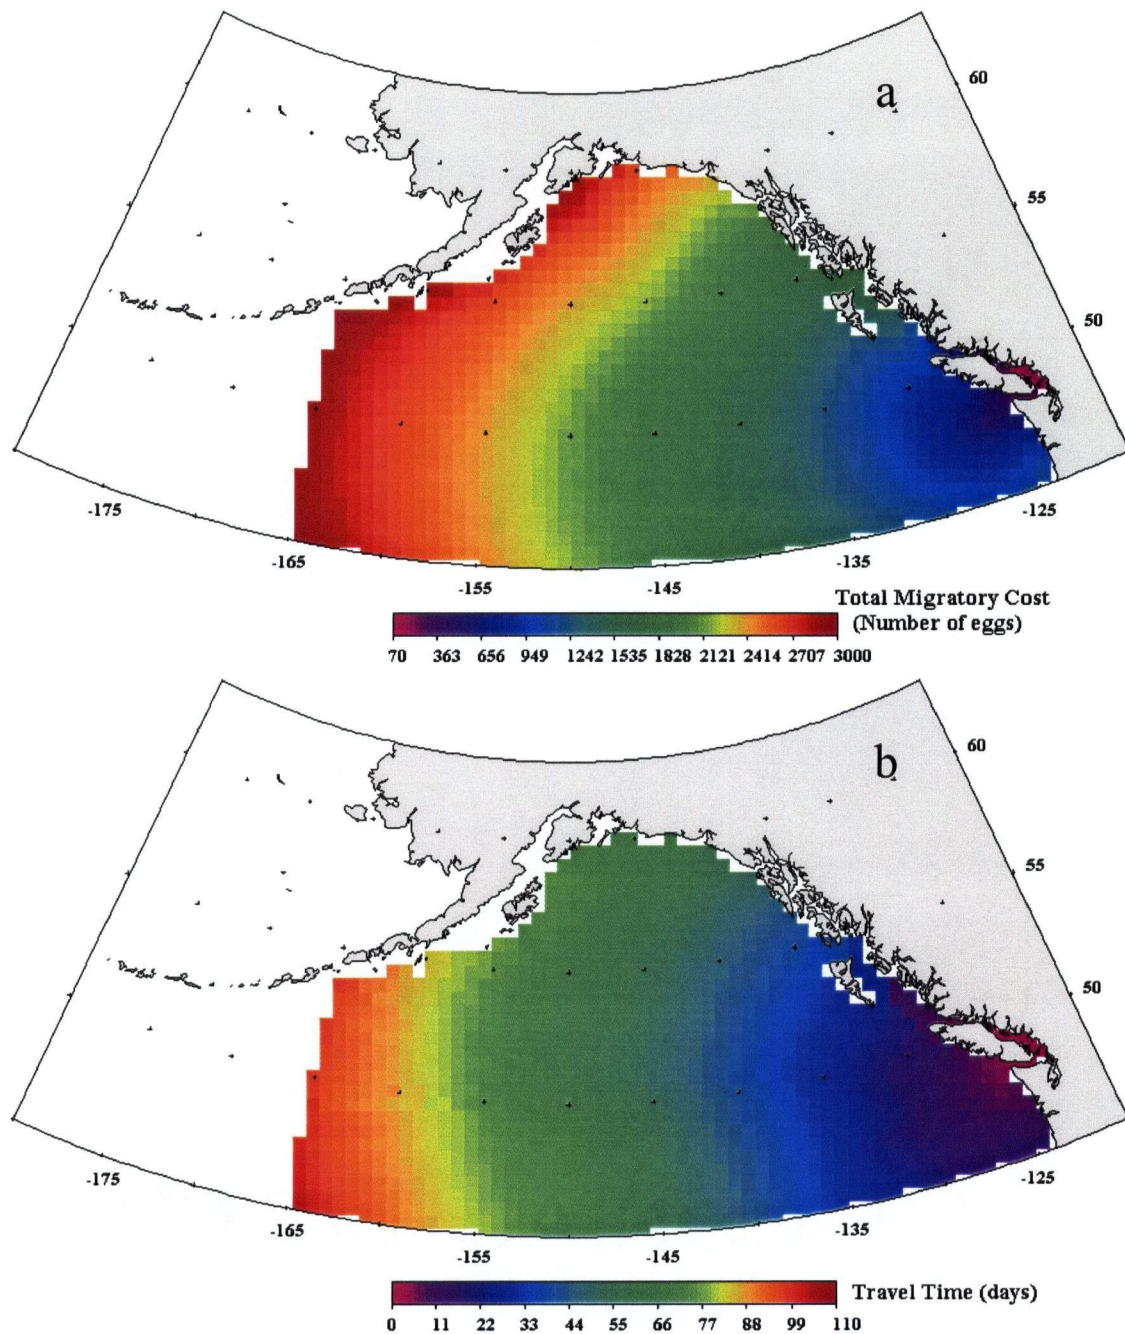 a
60
55
50
-175
-165
-155
-145
-135
-125
Total Migratory Cost
(Number of eggs)
70 363 656 949 1242 1535 1828 2121 2414 2707 3000
b
60
55
50
-175
-165
-155
-145
-135
-125
Travel Time (days)
0 11 22 33 44 55 66 77 88 99 110